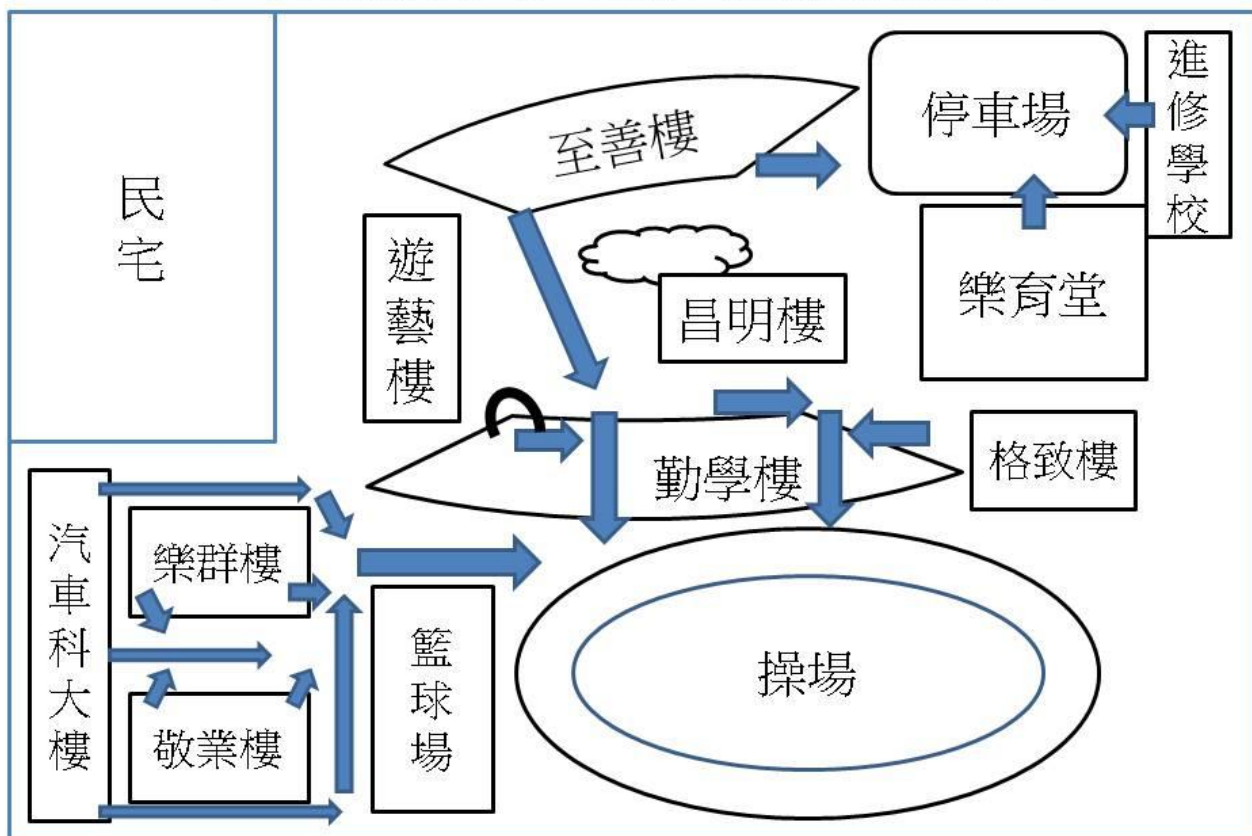 民宅
至善樓
停車場
進修學校
遊藝樓
昌明樓
樂育堂
勤學樓
格致樓
汽車科大樓
樂群樓
敬業樓
籃球場
操場